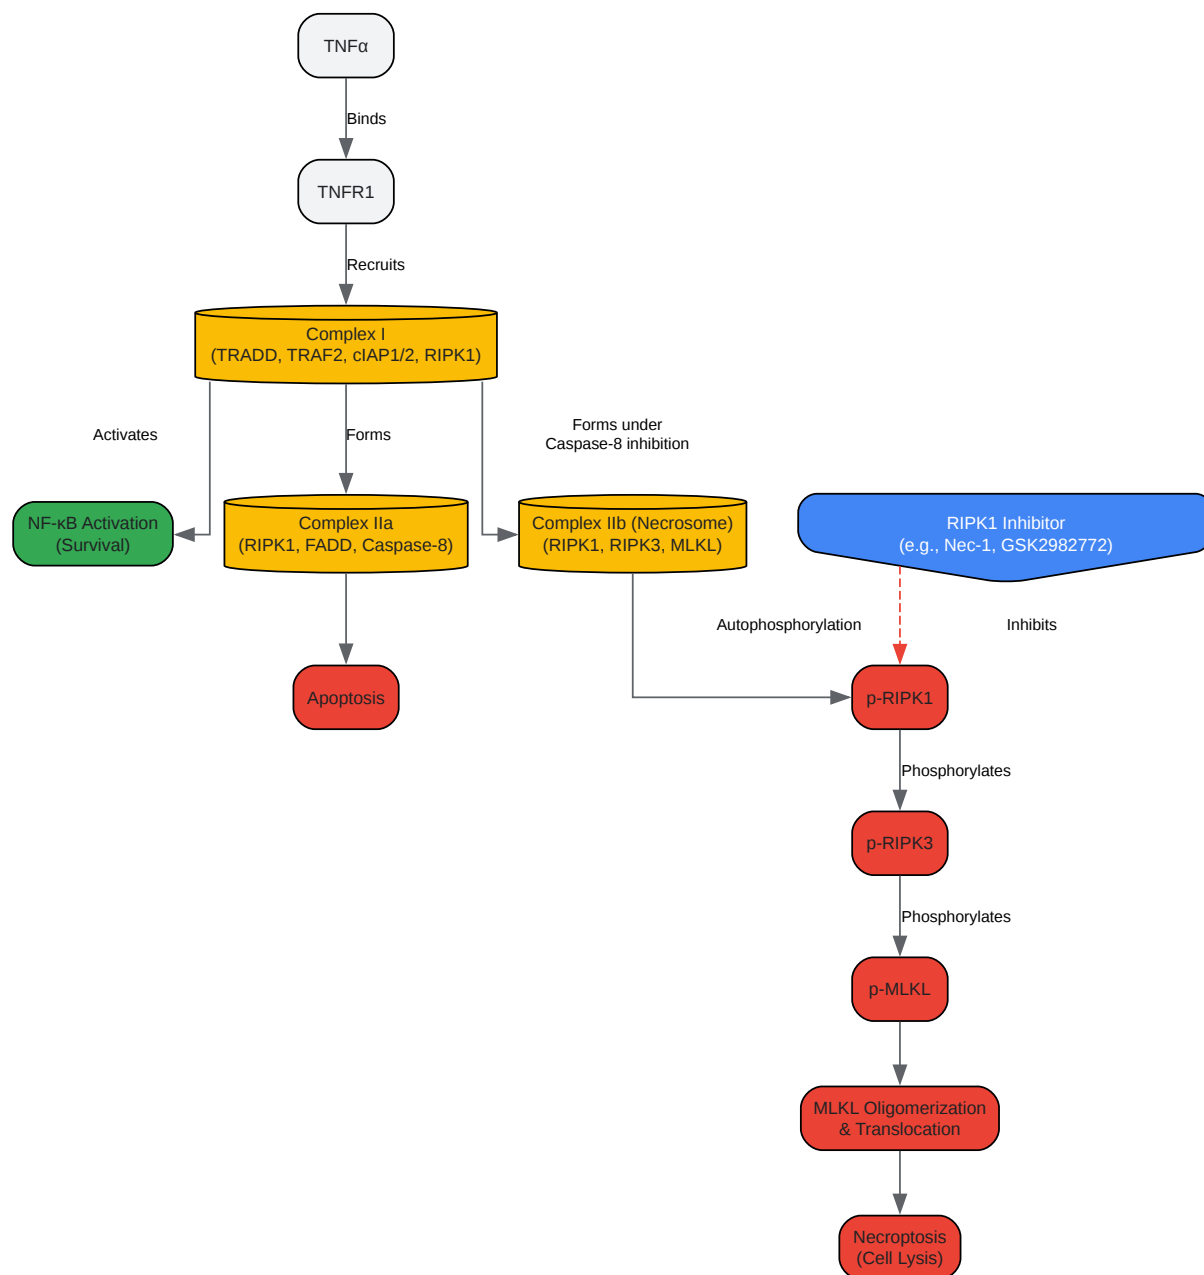 TNFα
Binds
TNFR1
Recruits
Complex I
(TRADD, TRAF2, cIAP1/2, RIPK1)
Activates
Forms
Forms under
Caspase-8 inhibition
NF-κB Activation
(Survival)
Complex IIa
(RIPK1, FADD, Caspase-8)
Complex IIb (Necrosome)
(RIPK1, RIPK3, MLKL)
RIPK1 Inhibitor
(e.g., Nec-1, GSK2982772)
Autophosphorylation
Inhibits
Apoptosis
p-RIPK1
Phosphorylates
p-RIPK3
Phosphorylates
p-MLKL
MLKL Oligomerization
& Translocation
Necroptosis
(Cell Lysis)